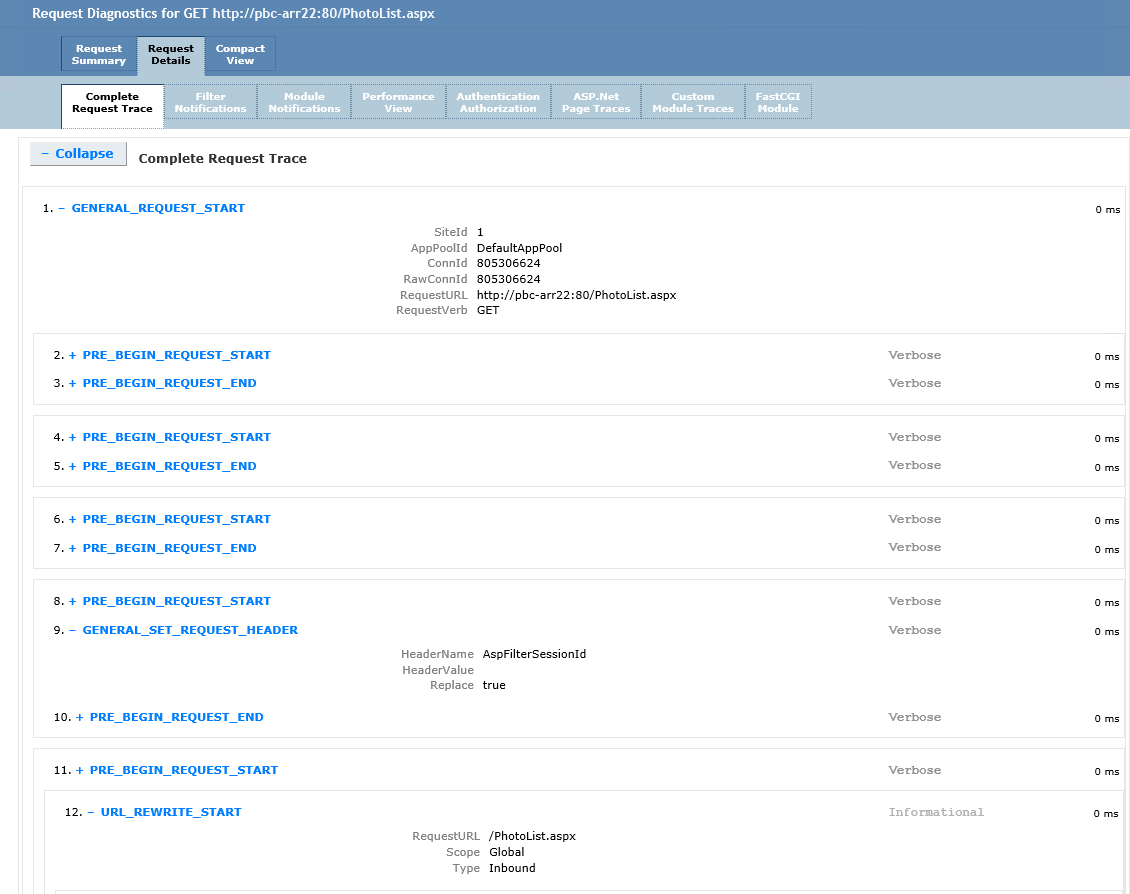 Request Diagnostics for GET http://pbc-arr22:80/PhotoList.aspx
Request Summary
Request Details
Compact View
Complete Request Trace
Filter Notifications
Module Notifications
Performance View
Authentication Authorization
ASP.Net Page Traces
Custom Module Traces
FastCGI Module
− Collapse Complete Request Trace
1. − GENERAL_REQUEST_START 0 ms
SiteId 1
AppPoolId DefaultAppPool
ConnId 805306624
RawConnId 805306624
RequestURL http://pbc-arr22:80/PhotoList.aspx
RequestVerb GET
2. + PRE_BEGIN_REQUEST_START Verbose 0 ms
3. + PRE_BEGIN_REQUEST_END Verbose 0 ms
4. + PRE_BEGIN_REQUEST_START Verbose 0 ms
5. + PRE_BEGIN_REQUEST_END Verbose 0 ms
6. + PRE_BEGIN_REQUEST_START Verbose 0 ms
7. + PRE_BEGIN_REQUEST_END Verbose 0 ms
8. + PRE_BEGIN_REQUEST_START Verbose 0 ms
9. − GENERAL_SET_REQUEST_HEADER Verbose 0 ms
HeaderName AspFilterSessionId
HeaderValue
Replace true
10. + PRE_BEGIN_REQUEST_END Verbose 0 ms
11. + PRE_BEGIN_REQUEST_START Verbose 0 ms
12. − URL_REWRITE_START Informational 0 ms
RequestURL /PhotoList.aspx
Scope Global
Type Inbound